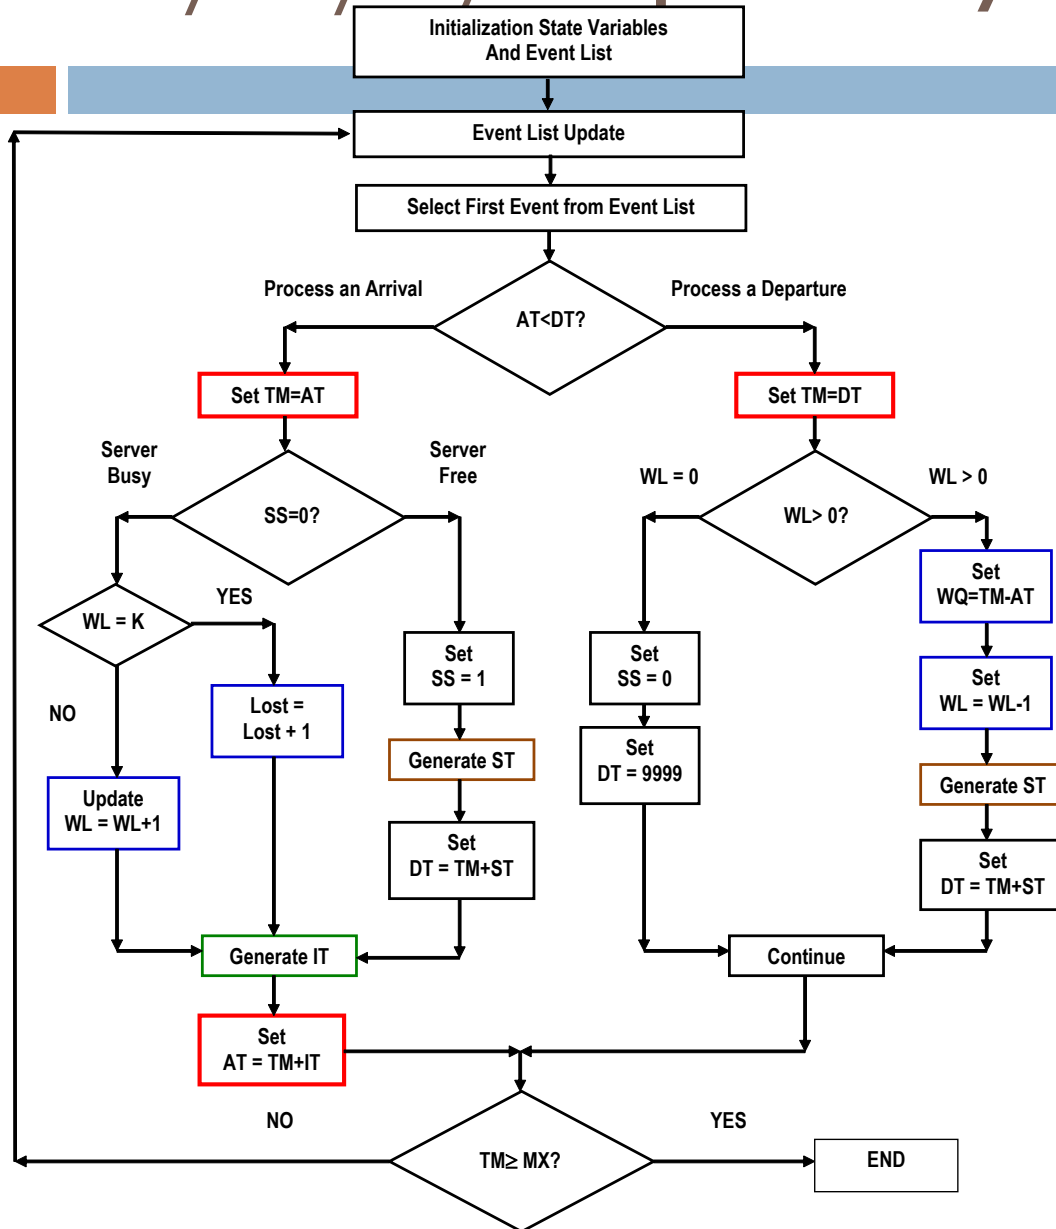 Initialization State Variables
And Event List
Event List Update
Select First Event from Event List
Process an Arrival
Process a Departure
AT<DT?
Set TM=AT
Set TM=DT
Server
Busy
Server
Free
SS=0?
WL = 0
WL > 0
WL> 0?
WL = K
YES
NO
Set
WQ=TM-AT
Set
SS = 1
Set
SS = 0
Set
WL = WL-1
Lost =
Lost + 1
Generate ST
Set
DT = 9999
Generate ST
Update
WL = WL+1
Set
DT = TM+ST
Set
DT = TM+ST
Generate IT
Continue
Set
AT = TM+IT
NO
YES
TM≥ MX?
END